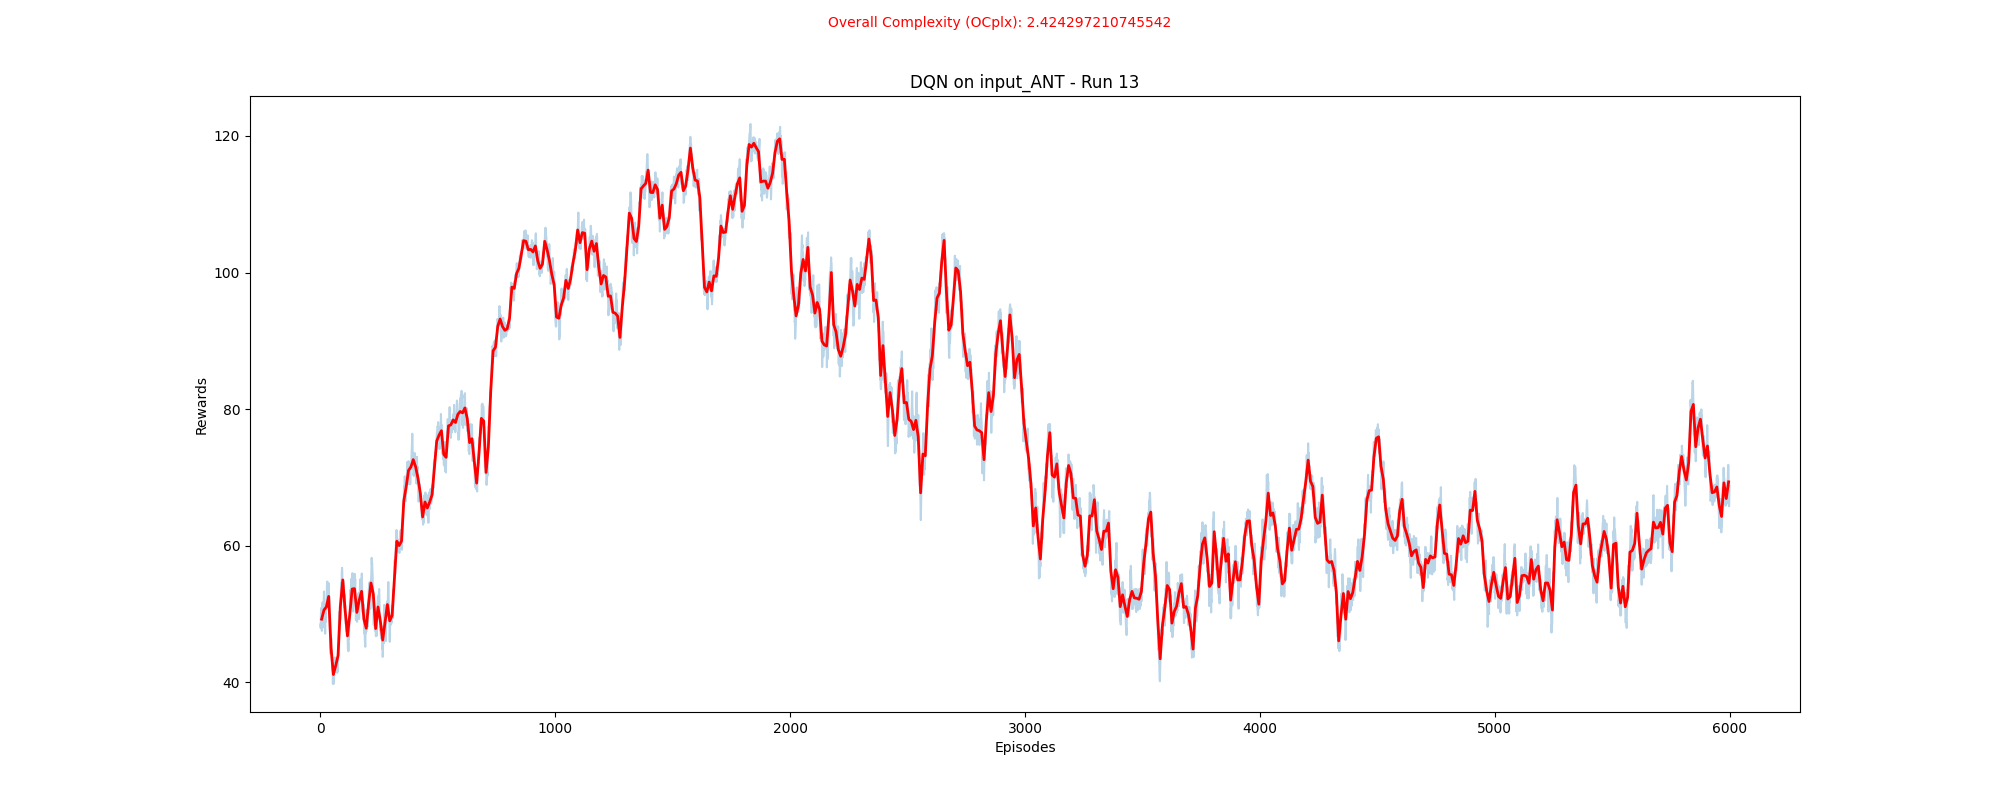 Overall Complexity (OCplx): 2.424297210745542
DQN on input_ANT - Run 13
Rewards
120
100
80
60
40
0 1000 2000 3000 4000 5000 6000
Episodes